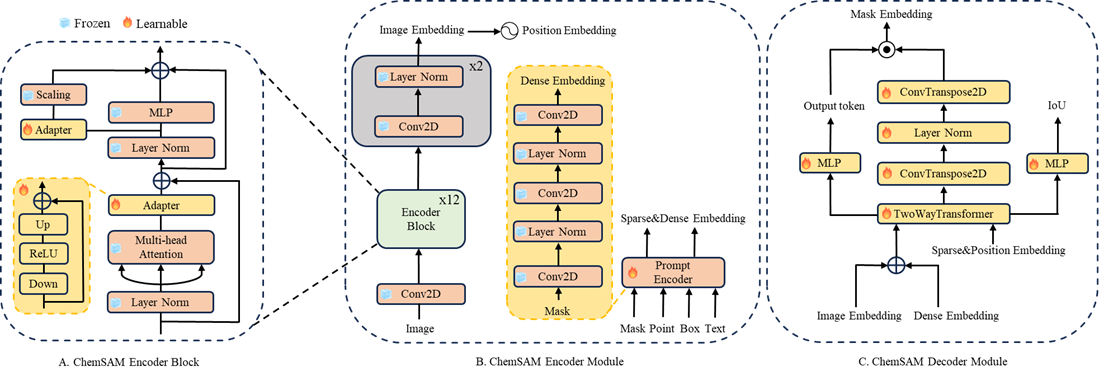 Frozen
Learnable
Scaling
Adapter
MLP
Layer Norm
Adapter
Multi-head
Attention
Layer Norm
Up
ReLU
Down
A. ChemSAM Encoder Block
Image Embedding
Position Embedding
x2
Layer Norm
Conv2D
x12
Encoder
Block
Conv2D
Image
Dense Embedding
Conv2D
Layer Norm
Conv2D
Layer Norm
Conv2D
Mask
Sparse&Dense Embedding
Prompt
Encoder
Mask Point Box Text
B. ChemSAM Encoder Module
Mask Embedding
ConvTranspose2D
Output token
IoU
Layer Norm
MLP
ConvTranspose2D
MLP
TwoWayTransformer
Sparse&Position Embedding
Image Embedding
Dense Embedding
C. ChemSAM Decoder Module